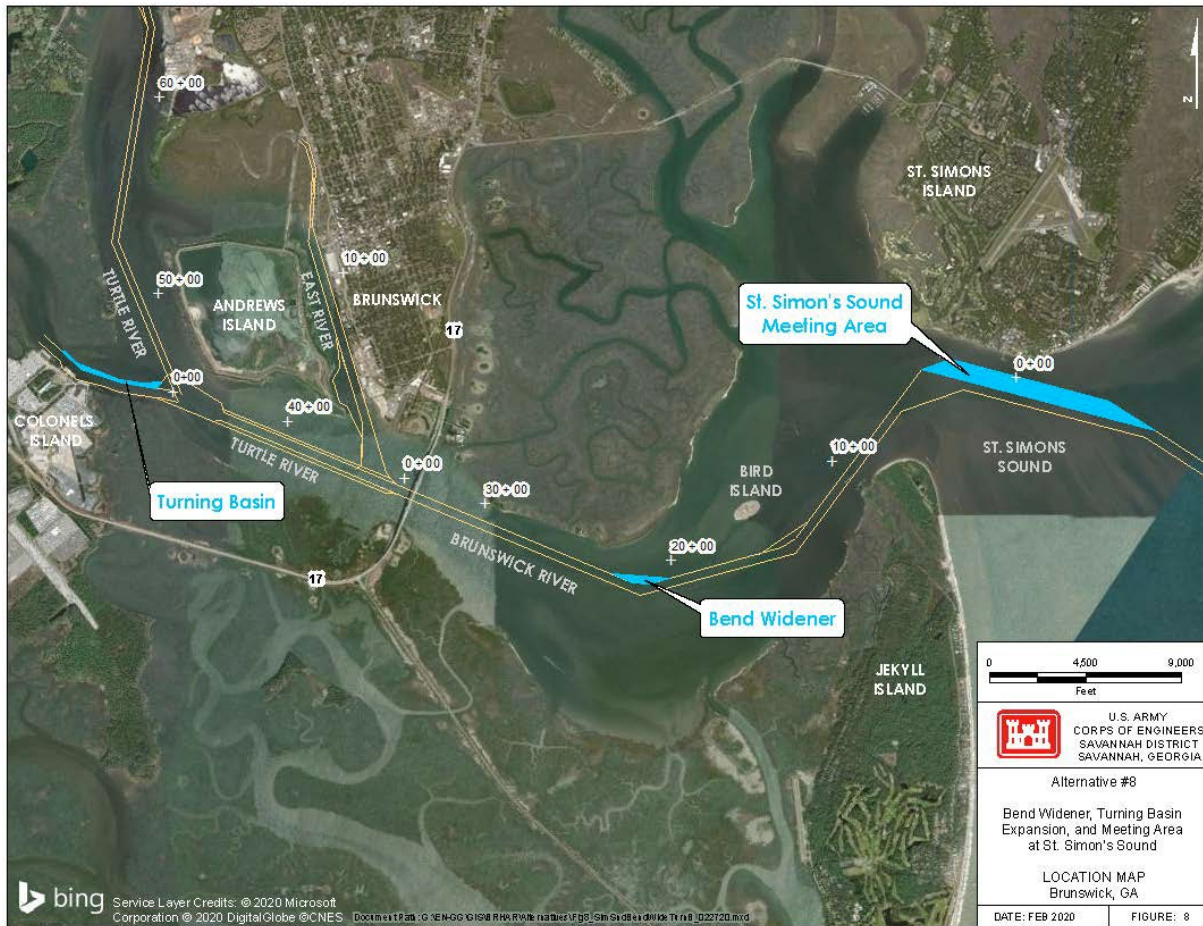 60+00
N
ST. SIMONS
ISLAND
TURTLE RIVER
50+00
ANDREWS
ISLAND
EAST RIVER
10+00
BRUNSWICK
17
St. Simon's Sound
Meeting Area
0+00
0+00
COLONELS
ISLAND
40+00
TURTLE RIVER
Turning Basin
0+00
30+00
10+00
BIRD
ISLAND
ST. SIMONS
SOUND
20+00
BRUNSWICK RIVER
17
Bend Widener
JEKYLL
ISLAND
0 4,500 9,000
Feet
U.S. ARMY
CORPS OF ENGINEERS
SAVANNAH DISTRICT
SAVANNAH, GEORGIA
Alternative #8
Bend Widener, Turning Basin
Expansion, and Meeting Area
at St. Simon's Sound
LOCATION MAP
Brunswick, GA
DATE: FEB 2020 FIGURE: 8
bing
Service Layer Credits: © 2020 Microsoft
Corporation © 2020 DigitalGlobe ©CNES
Document Path: